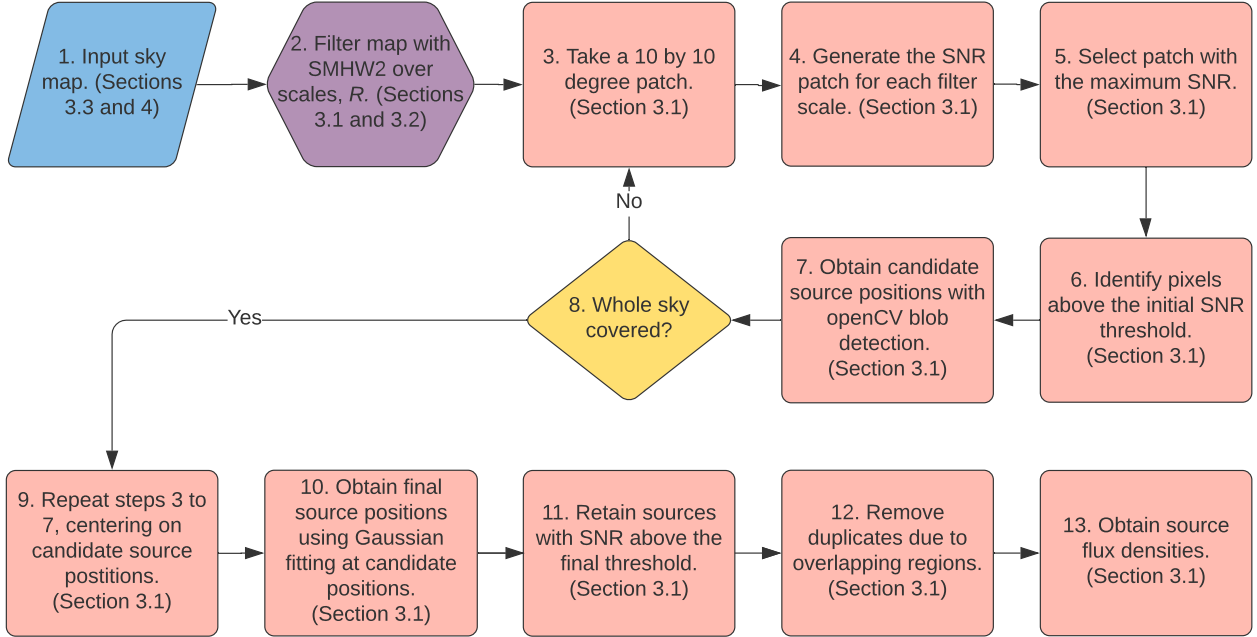 1. Input sky
map. (Sections
3.3 and 4)
2. Filter map with
SMHW2 over
scales, R. (Sections
3.1 and 3.2)
3. Take a 10 by 10
degree patch.
(Section 3.1)
4. Generate the SNR
patch for each filter
scale. (Section 3.1)
5. Select patch with
the maximum SNR.
(Section 3.1)
6. Identify pixels
above the initial SNR
threshold.
(Section 3.1)
7. Obtain candidate
source positions with
openCV blob
detection.
(Section 3.1)
8. Whole sky
covered?
No
Yes
9. Repeat steps 3 to
7, centering on
candidate source
postitions.
(Section 3.1)
10. Obtain final
source positions
using Gaussian
fitting at candidate
positions.
(Section 3.1)
11. Retain sources
with SNR above the
final threshold.
(Section 3.1)
12. Remove
duplicates due to
overlapping regions.
(Section 3.1)
13. Obtain source
flux densities.
(Section 3.1)